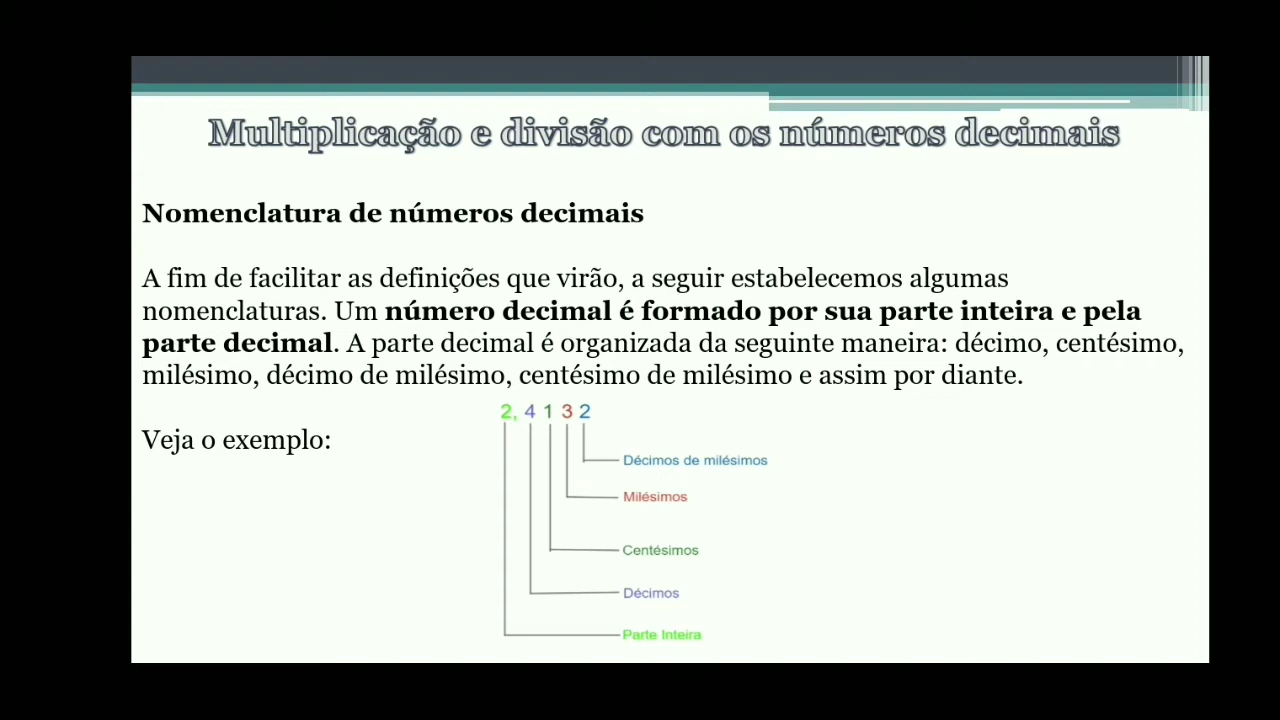 Multiplicação e divisão com os números decimais
Nomenclatura de números decimais
A fim de facilitar as definições que virão, a seguir estabelecemos algumas
nomenclaturas. Um número decimal é formado por sua parte inteira e pela
parte decimal. A parte decimal é organizada da seguinte maneira: décimo, centésimo,
milésimo, décimo de milésimo, centésimo de milésimo e assim por diante.
Veja o exemplo:
2, 4 1 3 2
Décimos de milésimos
Milésimos
Centésimos
Décimos
Parte Inteira